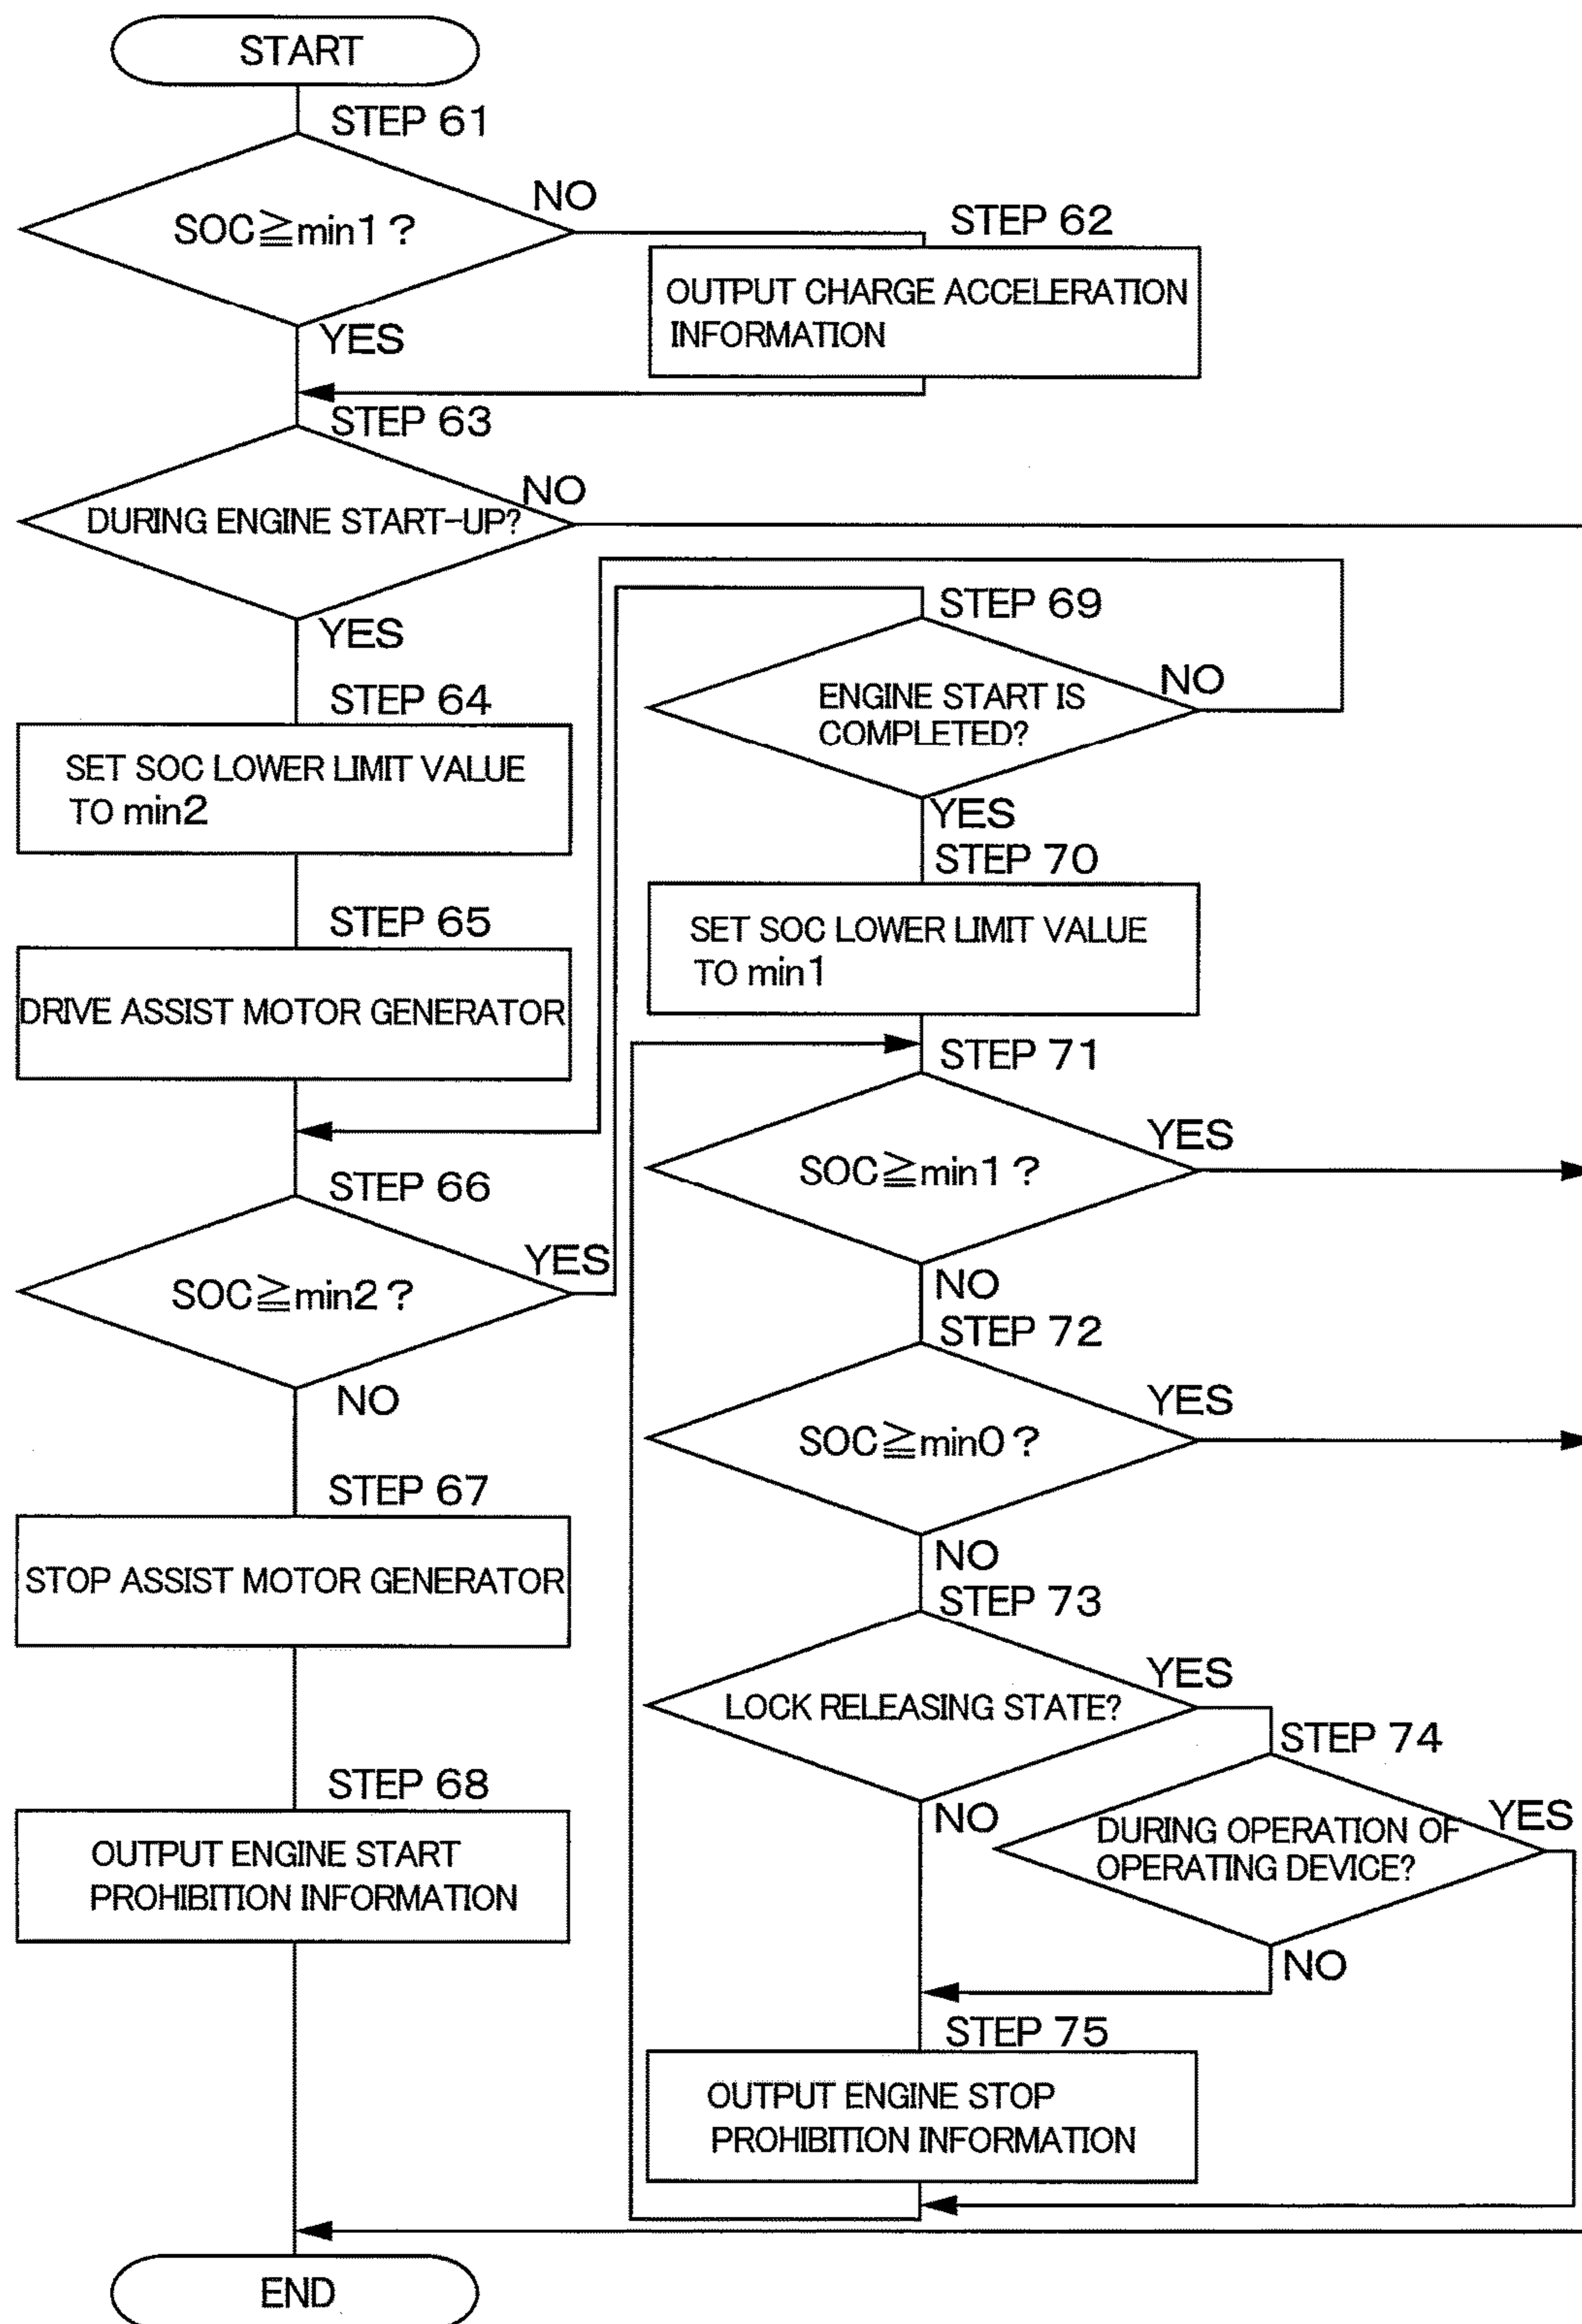 START
STEP 61
SOC≧min1?
NO
YES
STEP 62
OUTPUT CHARGE ACCELERATION
INFORMATION
STEP 63
DURING ENGINE START-UP?
NO
YES
STEP 64
SET SOC LOWER LIMIT VALUE
TO min2
STEP 65
DRIVE ASSIST MOTOR GENERATOR
STEP 66
SOC≧min2?
YES
NO
STEP 67
STOP ASSIST MOTOR GENERATOR
STEP 68
OUTPUT ENGINE START
PROHIBITION INFORMATION
STEP 69
ENGINE START IS
COMPLETED?
NO
YES
STEP 70
SET SOC LOWER LIMIT VALUE
TO min1
STEP 71
SOC≧min1?
YES
NO
STEP 72
SOC≧min0?
YES
NO
STEP 73
LOCK RELEASING STATE?
YES
NO
STEP 74
DURING OPERATION OF
OPERATING DEVICE?
YES
NO
STEP 75
OUTPUT ENGINE STOP
PROHIBITION INFORMATION
END